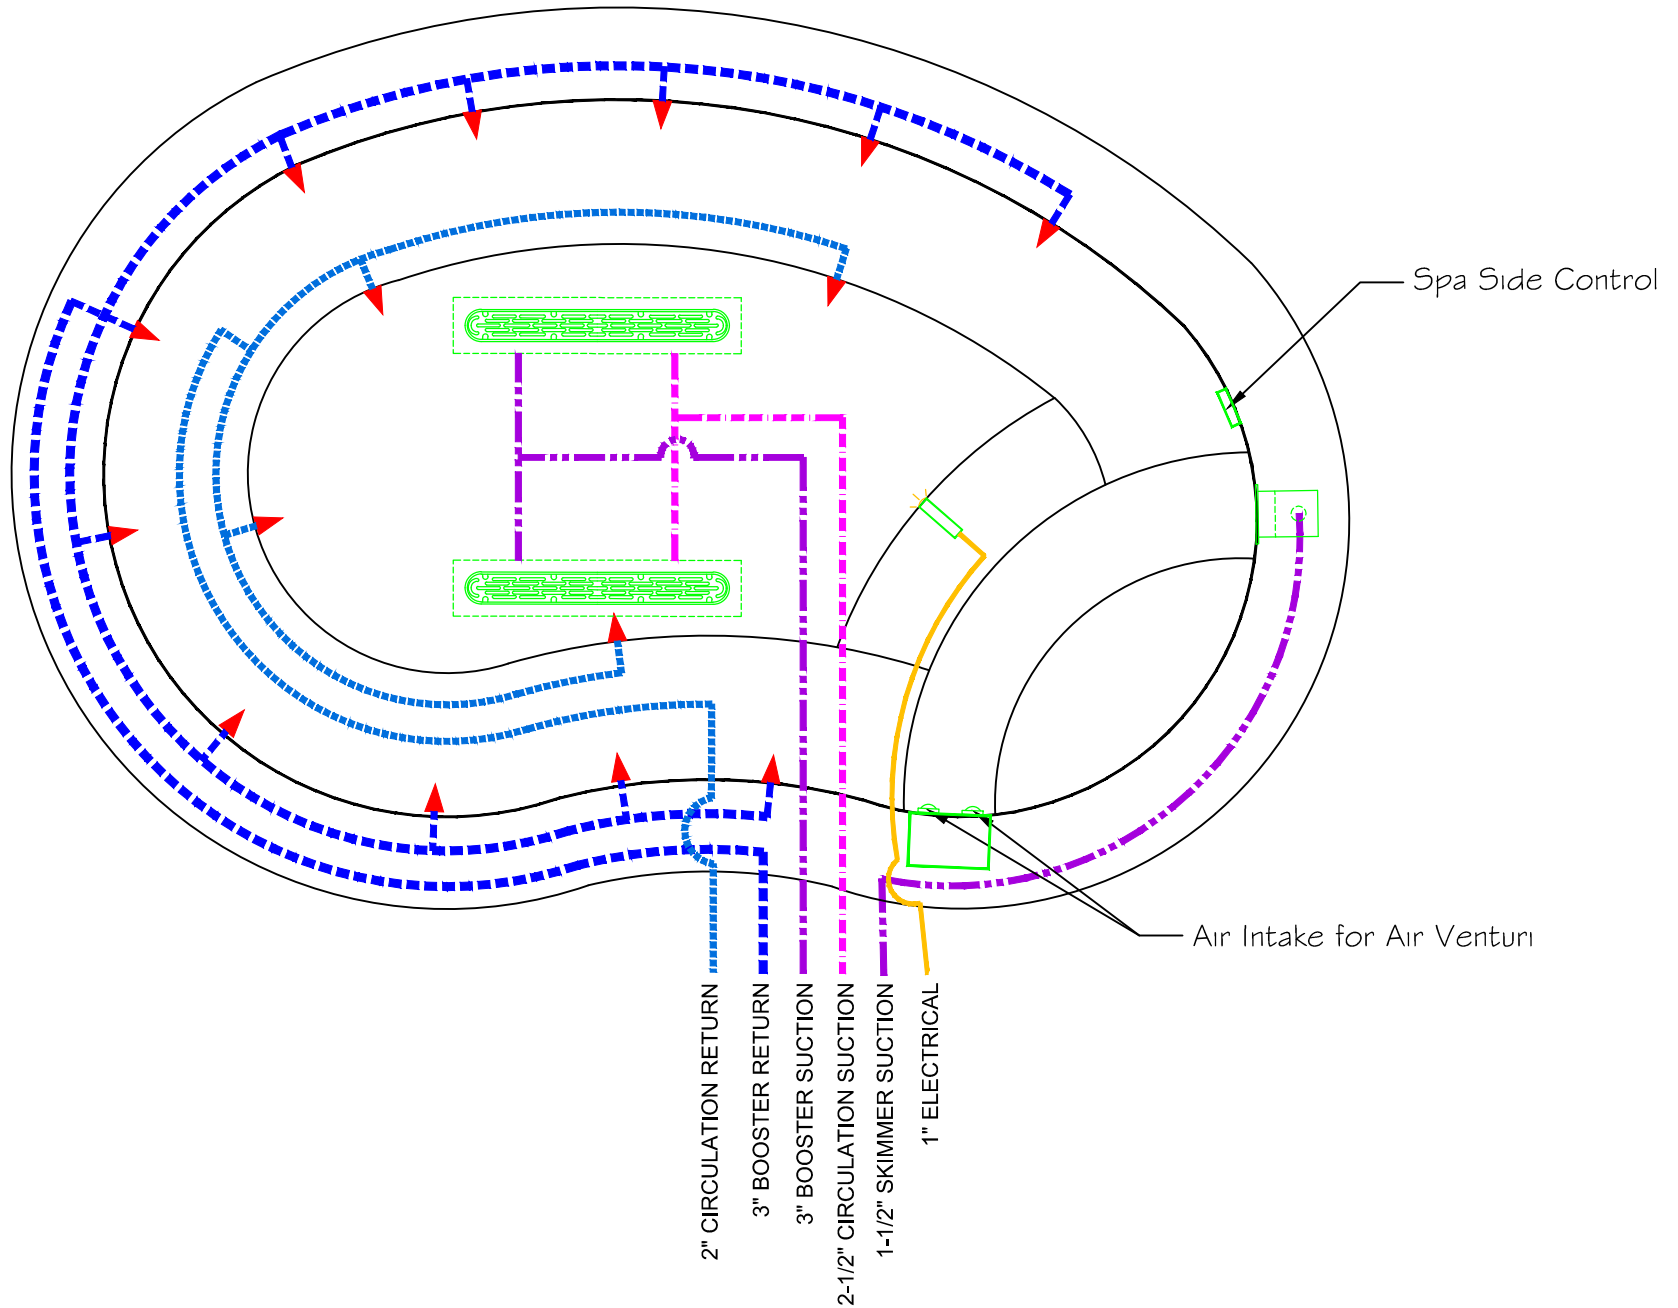 Spa Side Control
Air Intake for Air Venturi
2" CIRCULATION RETURN
3" BOOSTER RETURN
3" BOOSTER SUCTION
2-1/2" CIRCULATION SUCTION
1-1/2" SKIMMER SUCTION
1" ELECTRICAL